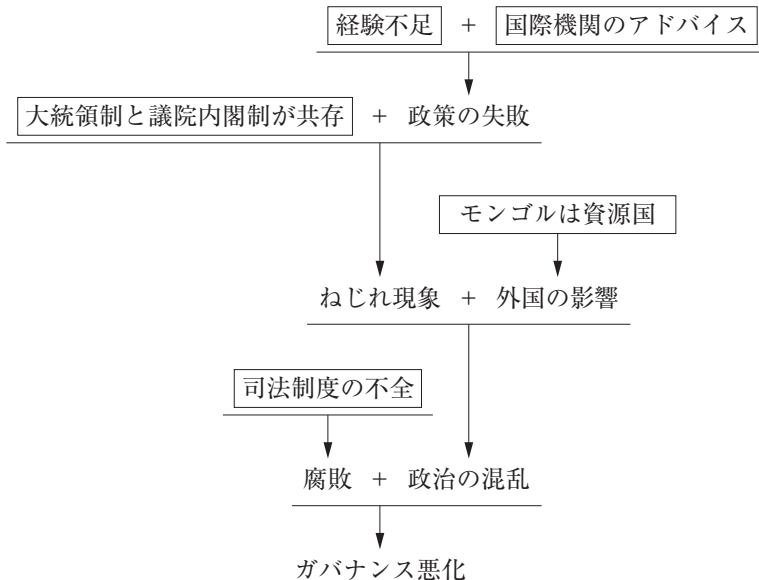 経験不足 + 国際機関のアドバイス
大統領制と議院内閣制が共存 + 政策の失敗
モンゴルは資源国
ねじれ現象 + 外国の影響
司法制度の不全
腐敗 + 政治の混乱
ガバナンス悪化